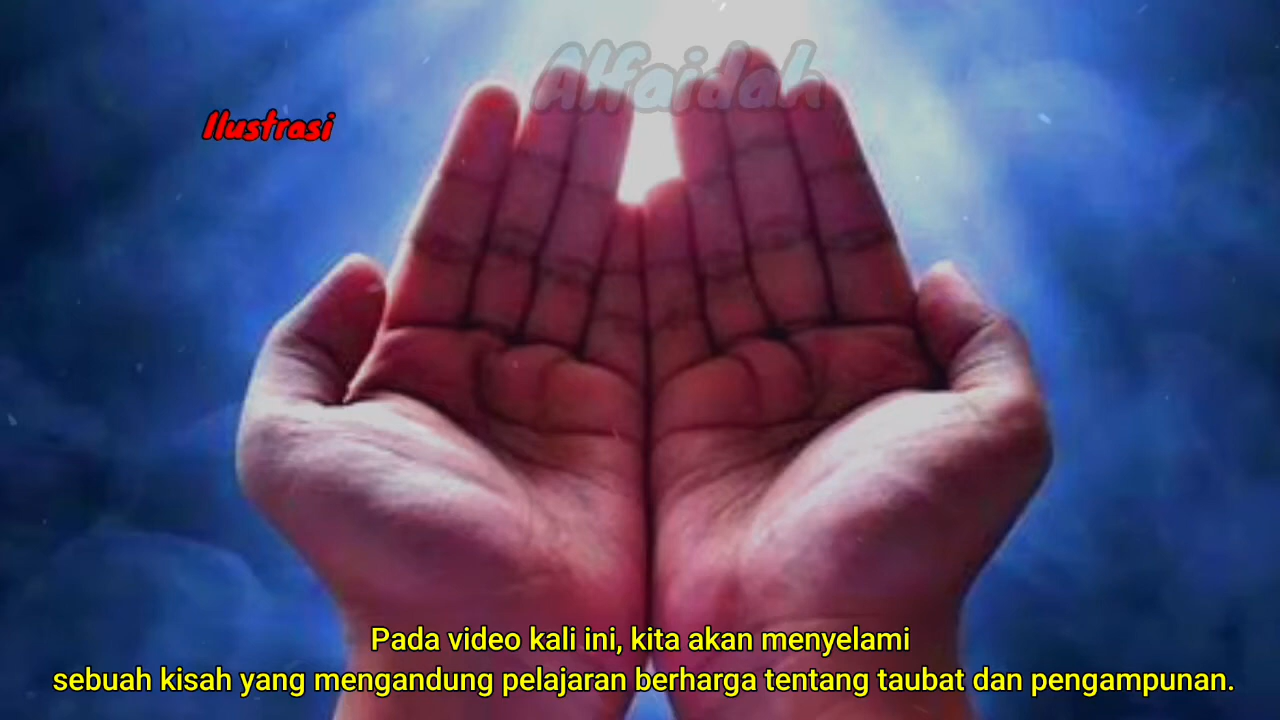 Alfaidah
Ilustrasi
Pada video kali ini, kita akan menyelami
sebuah kisah yang mengandung pelajaran berharga tentang taubat dan pengampunan.